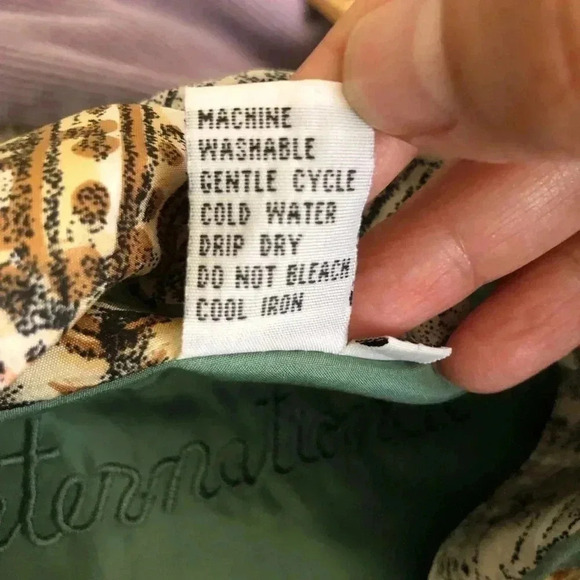 MACHINE
WASHABLE
GENTLE CYCLE
COLD WATER
DRIP DRY
DO NOT BLEACH
COOL IRON